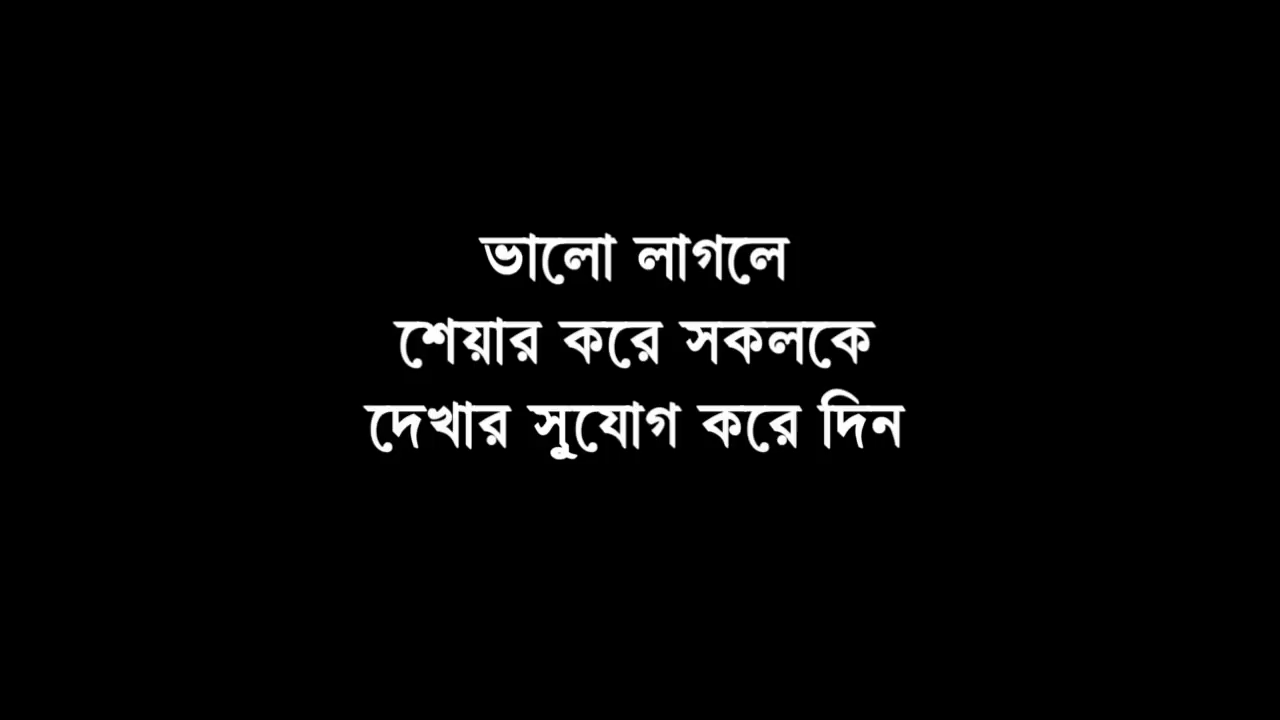 ভালো লাগলে
শেয়ার করে সকলকে
দেখার সুযোগ করে দিন